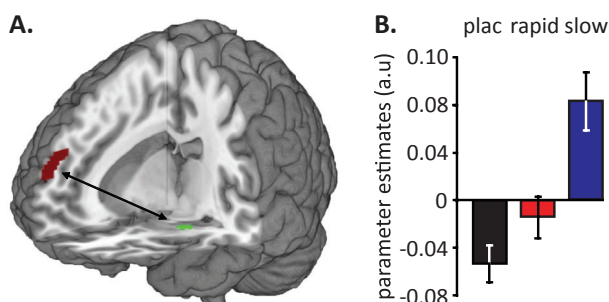 A.
B.
plac rapid slow
parameter estimates (a.u)
0.10
0.08
0.04
0
-0.04
-0.08